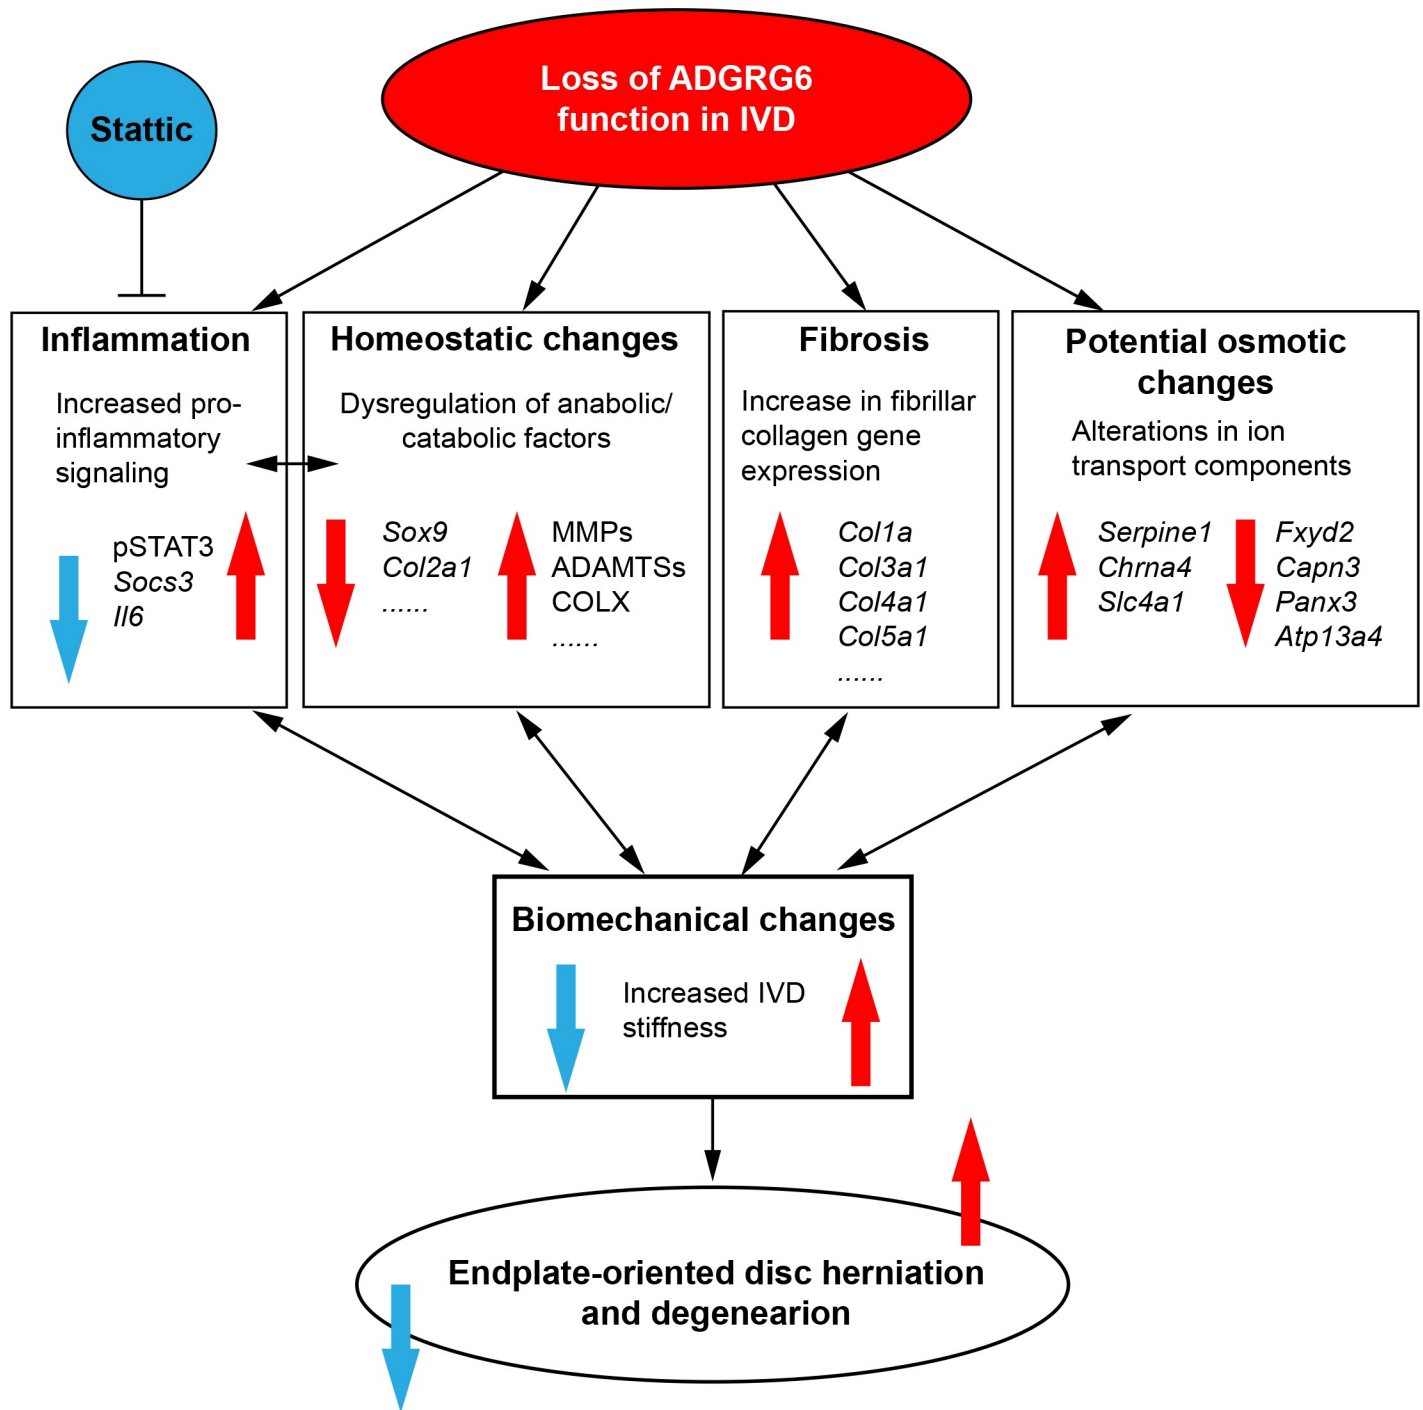 Loss of ADGRG6
function in IVD
Stattic
Inflammation
Increased pro-
inflammatory
signaling
pSTAT3
Socs3
Il6
Homeostatic changes
Dysregulation of anabolic/
catabolic factors
Sox9
Col2a1
......
MMPs
ADAMTSs
COLX
......
Fibrosis
Increase in fibrillar
collagen gene
expression
Col1a
Col3a1
Col4a1
Col5a1
......
Potential osmotic
changes
Alterations in ion
transport components
Serpine1
Chrna4
Slc4a1
Fxyd2
Capn3
Panx3
Atp13a4
Biomechanical changes
Increased IVD
stiffness
Endplate-oriented disc herniation
and degenearion